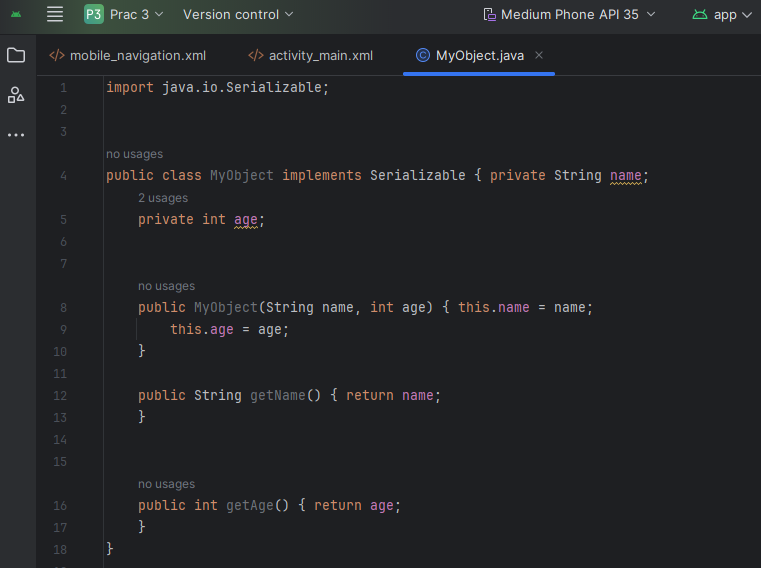 P3 Prac 3 Version control Medium Phone API 35 app
</> mobile_navigation.xml </> activity_main.xml C MyObject.java ×
1 import java.io.Serializable;
2
3
no usages
4 public class MyObject implements Serializable { private String name;
2 usages
5 private int age;
6
7
no usages
8 public MyObject(String name, int age) { this.name = name;
9 this.age = age;
10 }
11
12 public String getName() { return name;
13 }
14
15
no usages
16 public int getAge() { return age;
17 }
18 }